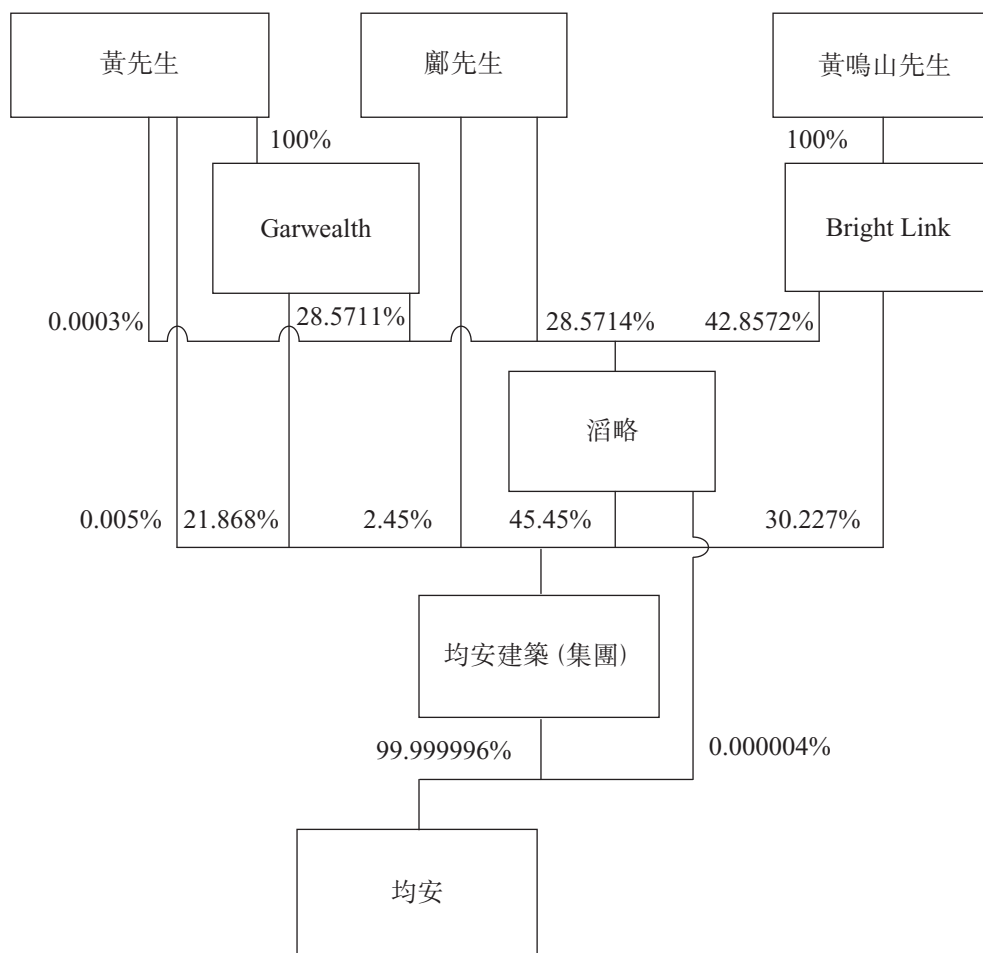 黃先生
鄺先生
黃鳴山先生
100%
100%
Garwealth
Bright Link
0.0003%
28.5711%
28.5714%
42.8572%
滔略
0.005%
21.868%
2.45%
45.45%
30.227%
均安建築 (集團)
99.999996%
0.000004%
均安